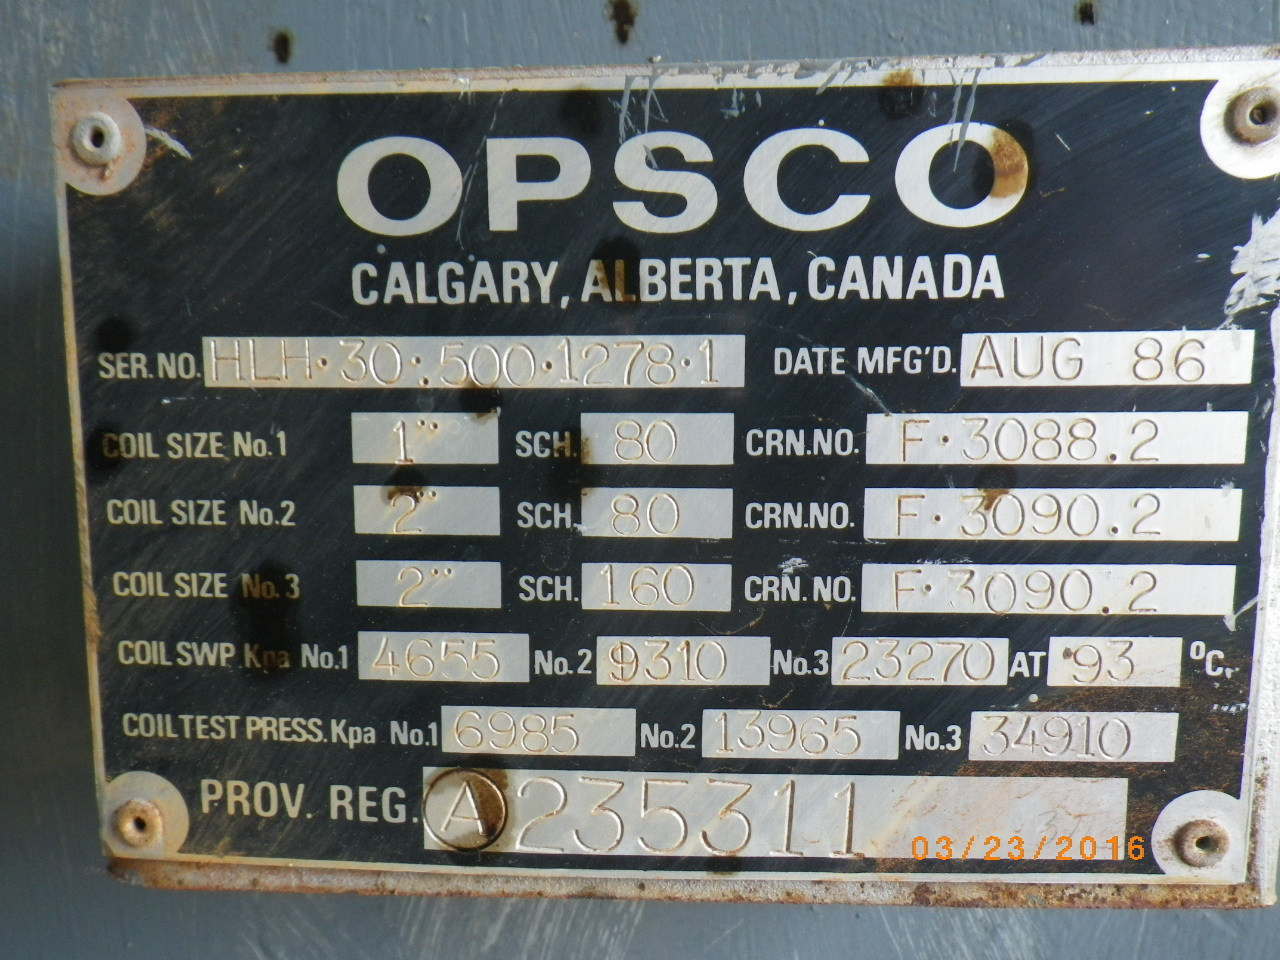 OPSCO
CALGARY, ALBERTA, CANADA
SER. NO. HLH·30:500·1278·1 DATE MFG'D. AUG 86
COIL SIZE No.1 1" SCH. 80 CRN.NO. F·3088.2
COIL SIZE No.2 2" SCH. 80 CRN.NO. F·3090.2
COIL SIZE No.3 2" SCH. 160 CRN.NO. F·3090.2
COIL SWP Kpa No.1 4655 No.2 9310 No.3 23270 AT 93 °C.
COIL TEST PRESS. Kpa No.1 6985 No.2 13965 No.3 34910
PROV. REG. A 235311
03/23/2016